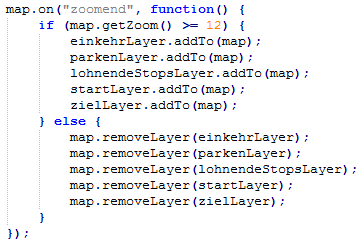 map.on("zoomend", function() {
    if (map.getZoom() >= 12) {
        einkehrLayer.addTo(map);
        parkenLayer.addTo(map);
        lohnendeStopsLayer.addTo(map);
        startLayer.addTo(map);
        zielLayer.addTo(map);
    } else {
        map.removeLayer(einkehrLayer);
        map.removeLayer(parkenLayer);
        map.removeLayer(lohnendeStopsLayer);
        map.removeLayer(startLayer);
        map.removeLayer(zielLayer);
    }
});